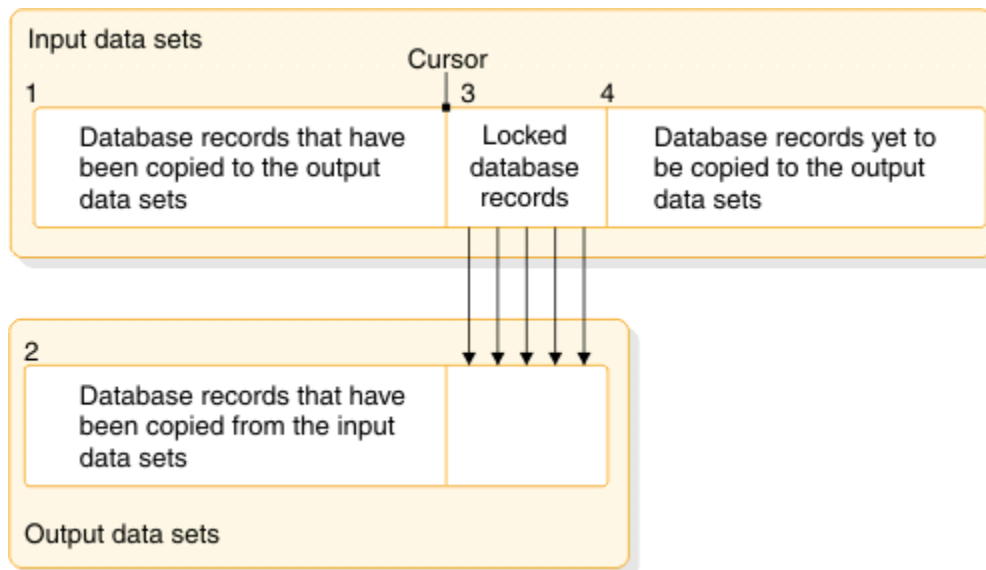 Input data sets
Cursor
1
3
4
Database records that have
been copied to the output
data sets
Locked
database
records
Database records yet to
be copied to the output
data sets
2
Database records that have
been copied from the input
data sets
Output data sets